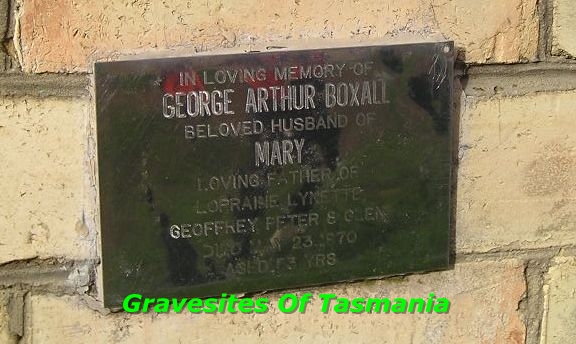 IN LOVING MEMORY OF
GEORGE ARTHUR BOXALL
BELOVED HUSBAND OF
MARY
LOVING FATHER OF
LORRAINE LYNETTE
GEOFFREY PETER & GLEN
DIED MAY 23 1970
AGED YRS
Gravesites Of Tasmania